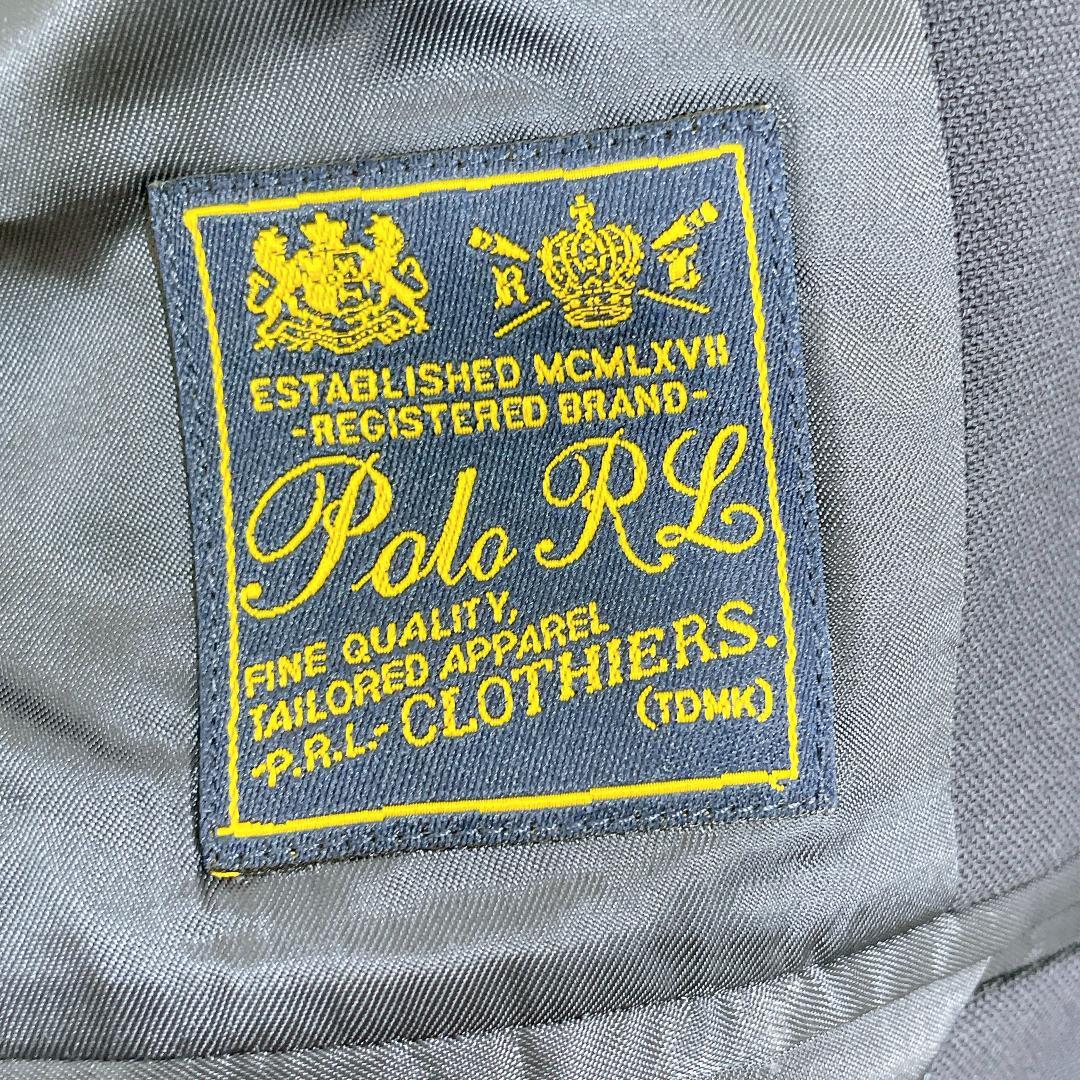 R L
ESTABLISHED MCMLXVII
-REGISTERED BRAND-
Polo RL
FINE QUALITY,
TAILORED APPAREL
-P.R.L.- CLOTHIERS.
(TDMK)